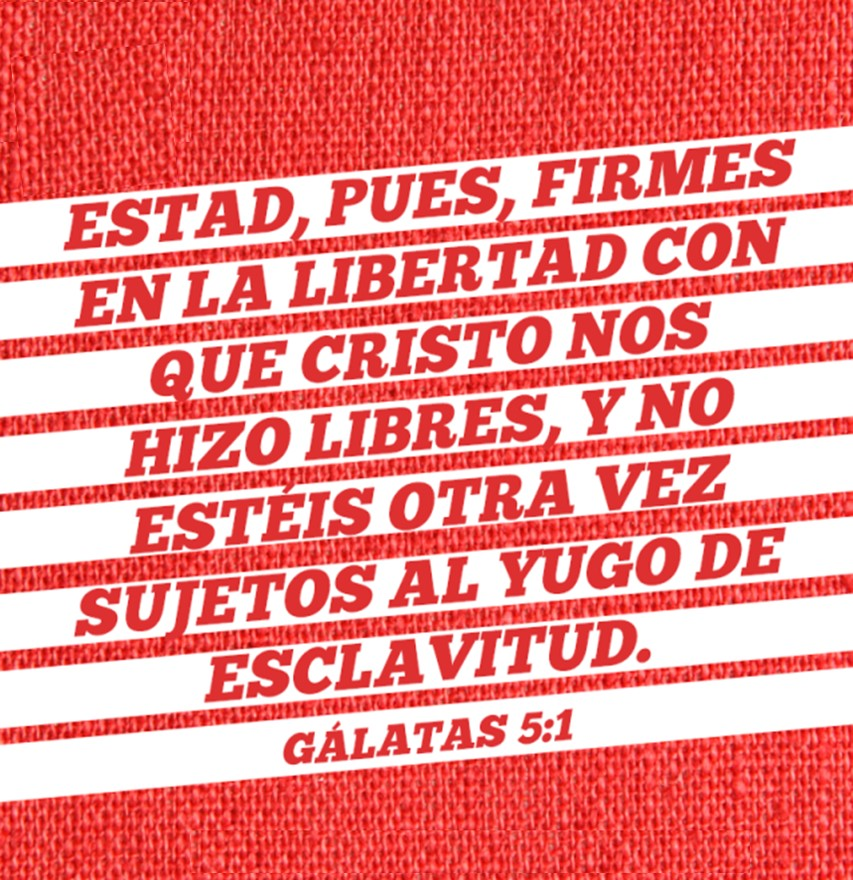 ESTAD, PUES, FIRMES
EN LA LIBERTAD CON
QUE CRISTO NOS
HIZO LIBRES, Y NO
ESTÉIS OTRA VEZ
SUJETOS AL YUGO DE
ESCLAVITUD.
GÁLATAS 5:1